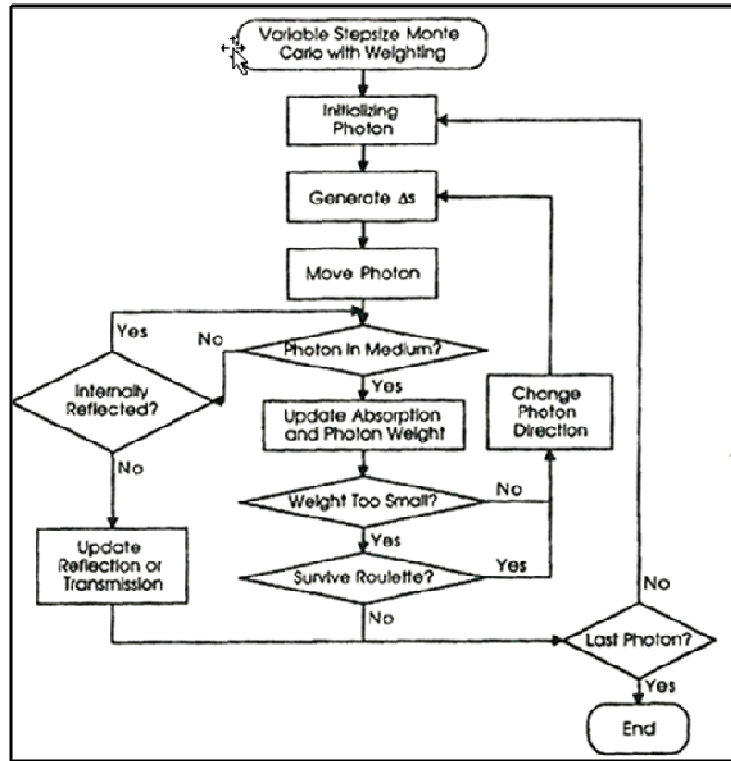 Variable Stepsize Monte
Carlo with Weighting
Initializing
Photon
Generate Δs
Move Photon
Yes
No
Photon in Medium?
Internally
Reflected?
Yes
Update Absorption
and Photon Weight
Change
Photon
Direction
No
Weight Too Small?
No
Yes
Update
Reflection or
Transmission
Survive Roulette?
Yes
No
No
Last Photon?
Yes
End